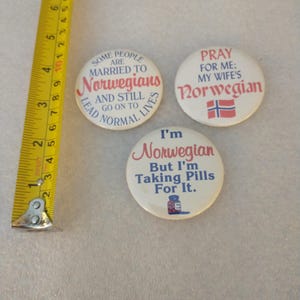 SOME PEOPLE
ARE
MARRIED TO
Norwegians
AND STILL
GO ON TO
LEAD NORMAL LIVES
PRAY
FOR ME:
MY WIFE'S
Norwegian
I'm
Norwegian
But I'm
Taking Pills
For It.